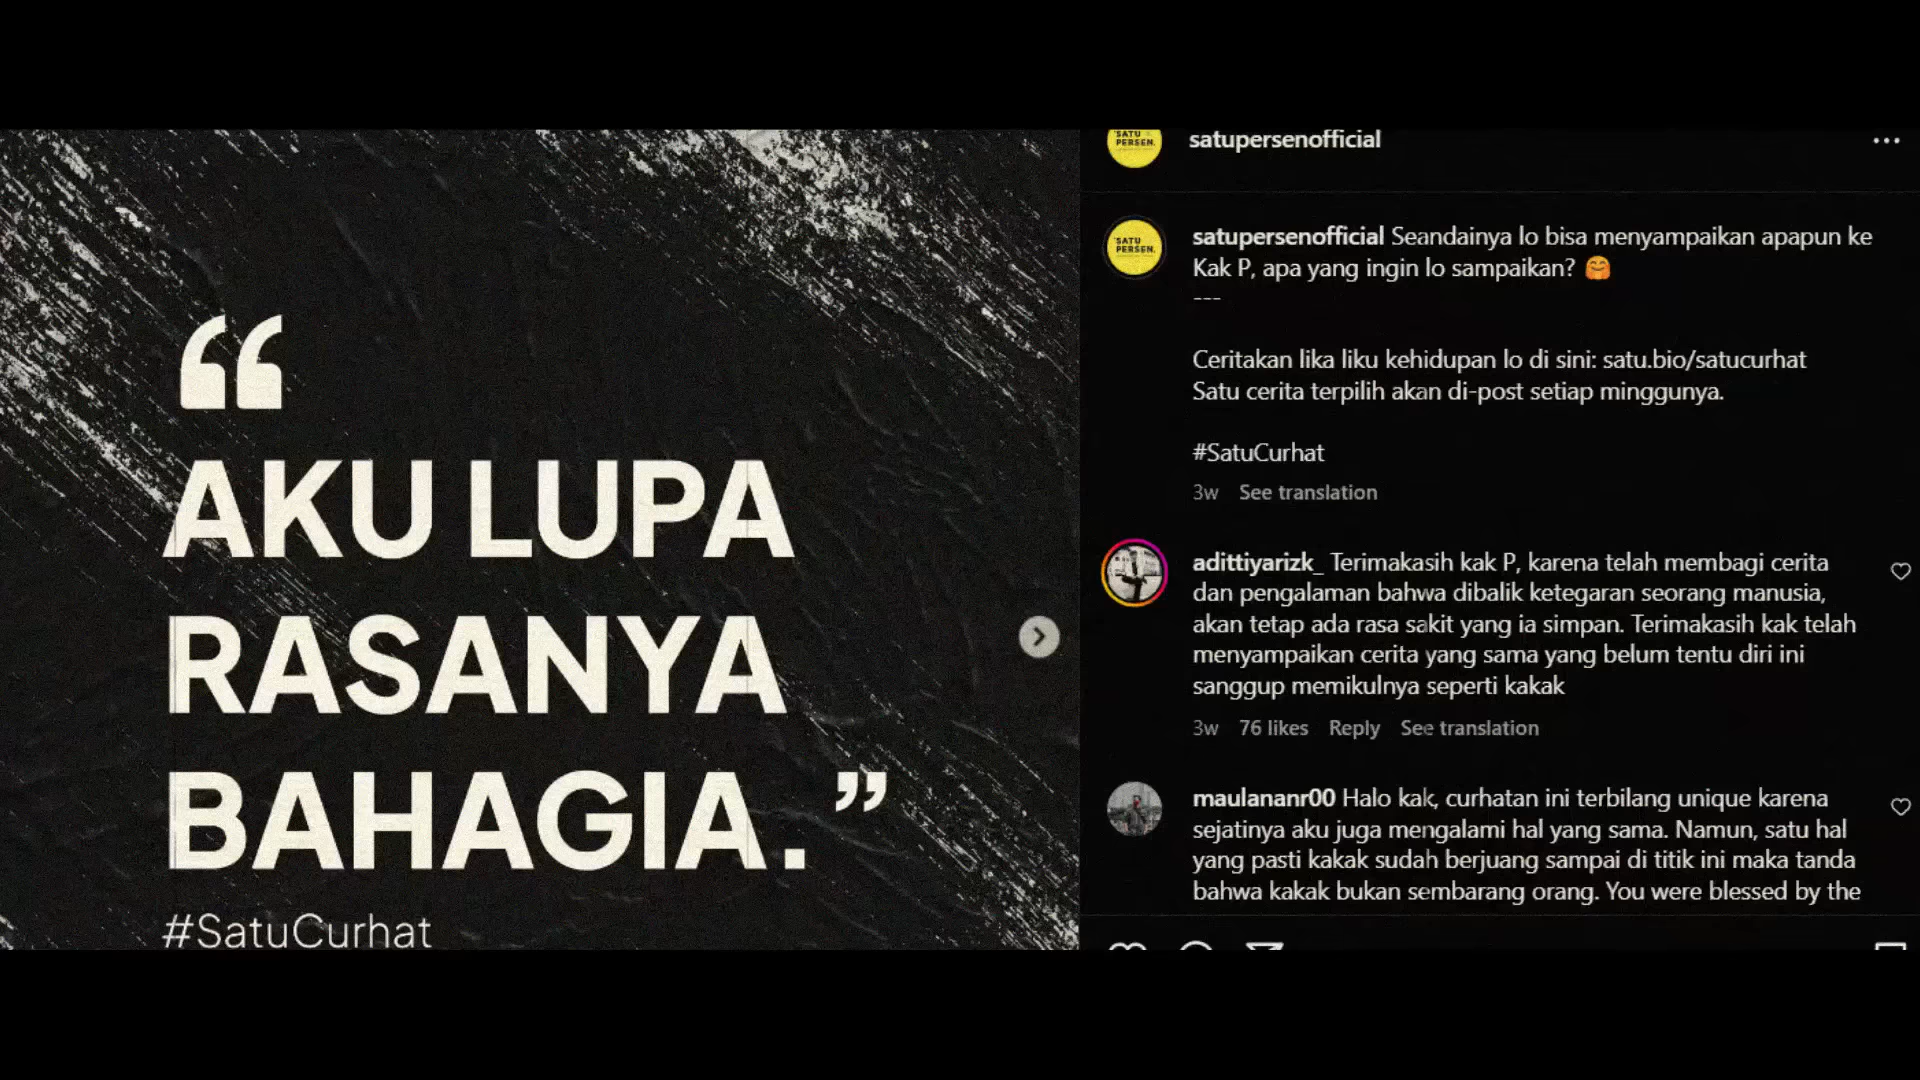 “
AKU LUPA
RASANYA
BAHAGIA. ”
#SatuCurhat
SATU
PERSEN.
satupersenofficial
SATU
PERSEN.
satupersenofficial Seandainya lo bisa menyampaikan apapun ke
Kak P, apa yang ingin lo sampaikan? 🤗
---
Ceritakan lika liku kehidupan lo di sini: satu.bio/satucurhat
Satu cerita terpilih akan di-post setiap minggunya.
#SatuCurhat
3w See translation
adittiyarizk_ Terimakasih kak P, karena telah membagi cerita
dan pengalaman bahwa dibalik ketegaran seorang manusia,
akan tetap ada rasa sakit yang ia simpan. Terimakasih kak telah
menyampaikan cerita yang sama yang belum tentu diri ini
sanggup memikulnya seperti kakak
3w 76 likes Reply See translation
maulananr00 Halo kak, curhatan ini terbilang unique karena
sejatinya aku juga mengalami hal yang sama. Namun, satu hal
yang pasti kakak sudah berjuang sampai di titik ini maka tanda
bahwa kakak bukan sembarang orang. You were blessed by the